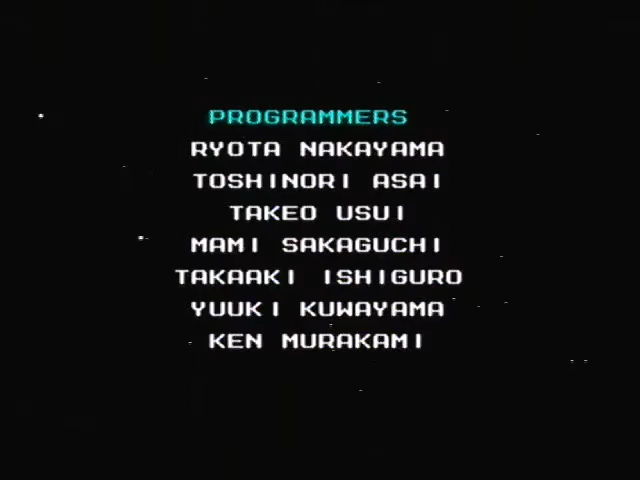 PROGRAMMERS
RYOTA NAKAYAMA
TOSHINORI ASAI
TAKEO USUI
MAMI SAKAGUCHI
TAKAAKI ISHIGURO
YUUKI KUWAYAMA
KEN MURAKAMI